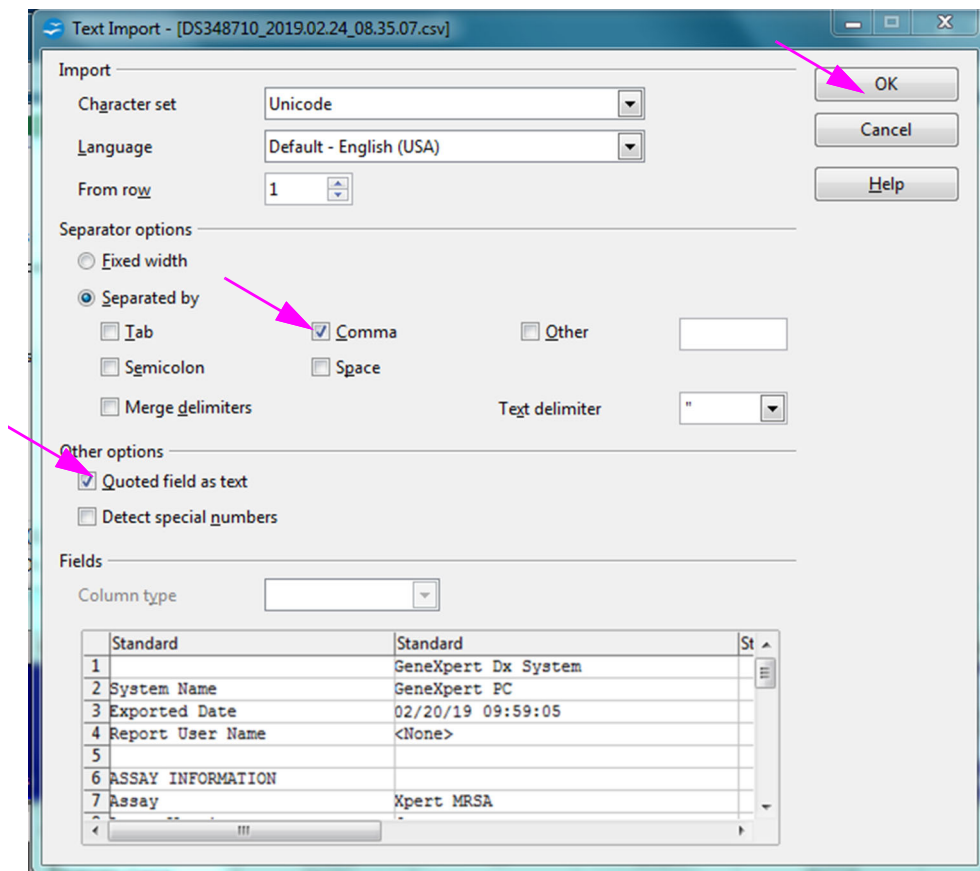 Text Import - [DS348710_2019.02.24_08.35.07.csv]
Import
OK
Character set Unicode
Cancel
Language Default - English (USA)
From row 1
Help
Separator options
Fixed width
Separated by
Tab Comma Other
Semicolon Space
Merge delimiters Text delimiter "
Other options
Quoted field as text
Detect special numbers
Fields
Column type
Standard Standard St
1 GeneXpert Dx System
2 System Name GeneXpert PC
3 Exported Date 02/20/19 09:59:05
4 Report User Name <None>
5
6 ASSAY INFORMATION
7 Assay Xpert MRSA